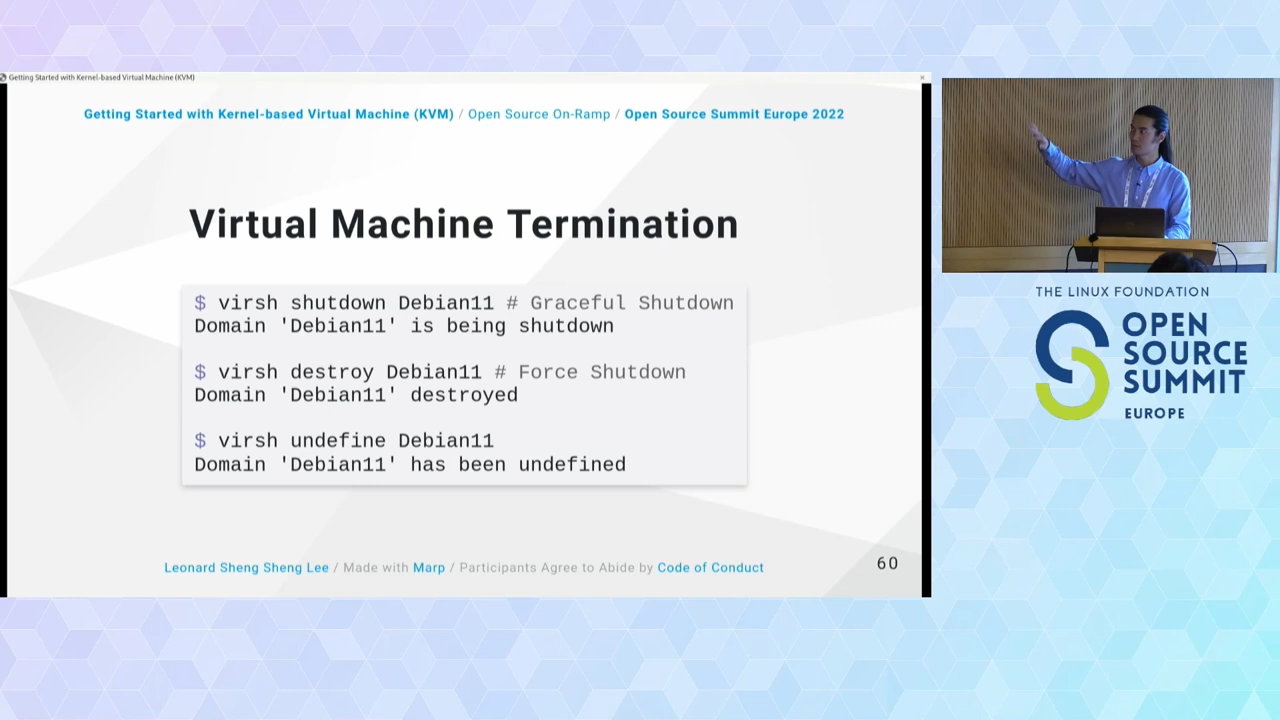 Getting Started with Kernel-based Virtual Machine (KVM)
Getting Started with Kernel-based Virtual Machine (KVM) / Open Source On-Ramp / Open Source Summit Europe 2022
Virtual Machine Termination
$ virsh shutdown Debian11 # Graceful Shutdown
Domain 'Debian11' is being shutdown
$ virsh destroy Debian11 # Force Shutdown
Domain 'Debian11' destroyed
$ virsh undefine Debian11
Domain 'Debian11' has been undefined
Leonard Sheng Sheng Lee / Made with Marp / Participants Agree to Abide by Code of Conduct
60
THE LINUX FOUNDATION
OPEN
SOURCE
SUMMIT
EUROPE